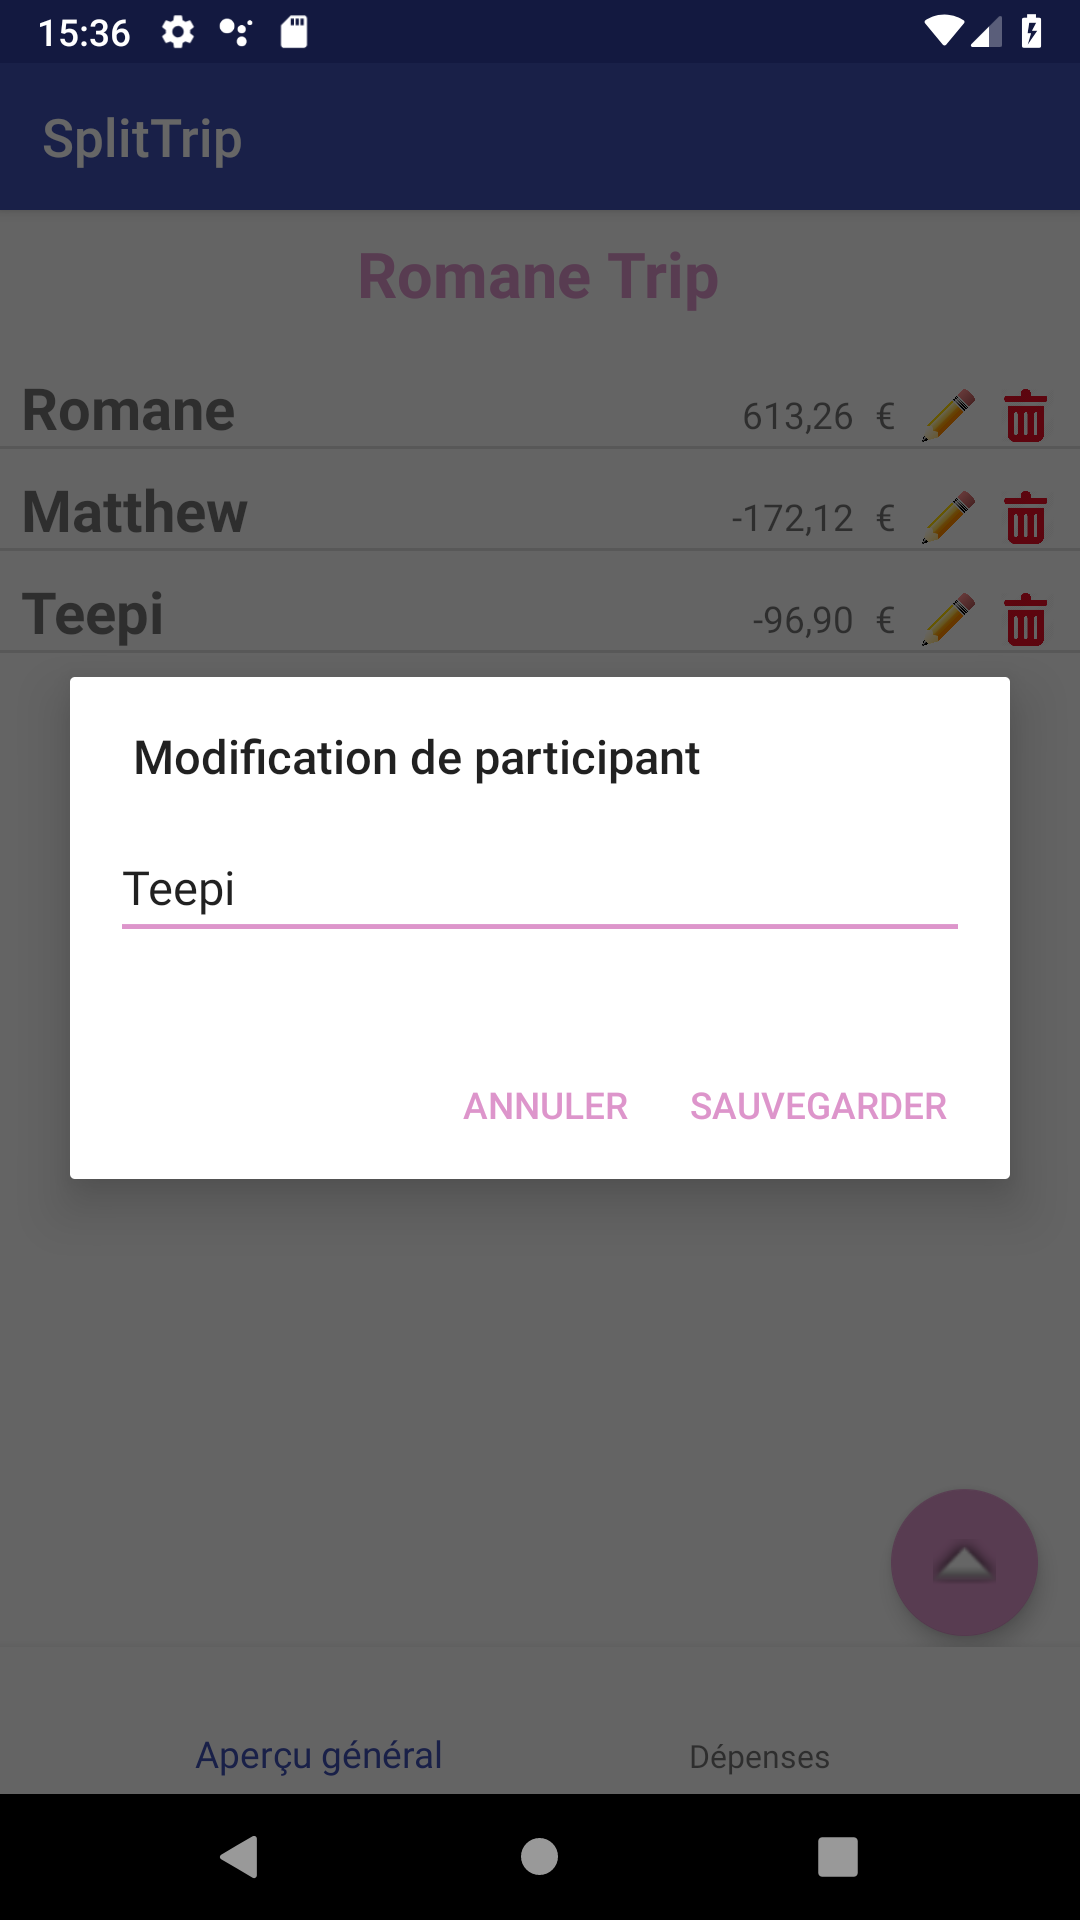 15:36
SplitTrip
Romane Trip
Romane 613,26 €
Matthew -172,12 €
Teepi -96,90 €
Modification de participant
Teepi
ANNULER SAUVEGARDER
Aperçu général Dépenses